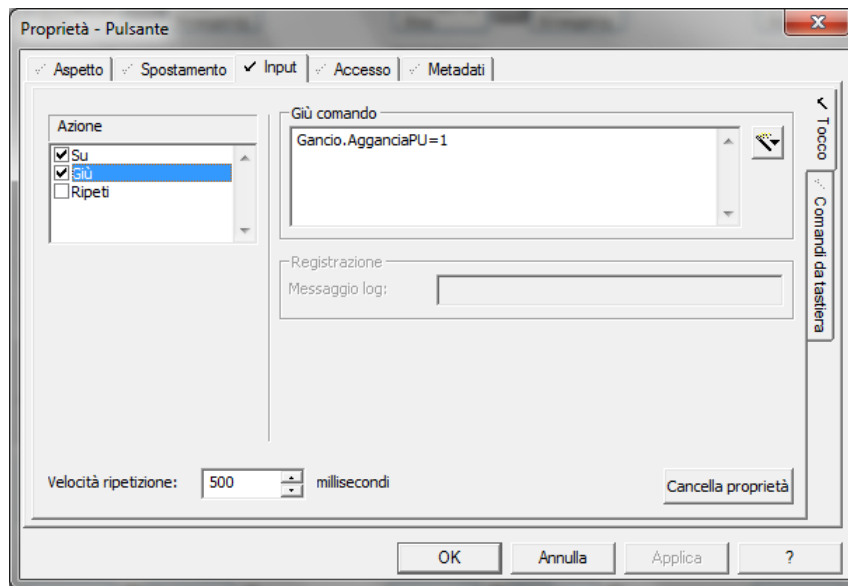 Proprietà - Pulsante
Aspetto
Spostamento
Input
Accesso
Metadati
Azione
Su
Giù
Ripeti
Giù comando
Gancio.AgganciaPU=1
Registrazione
Messaggio log:
Tocco
Comandi da tastiera
Velocità ripetizione:
500
millisecondi
Cancella proprietà
OK
Annulla
Applica
?